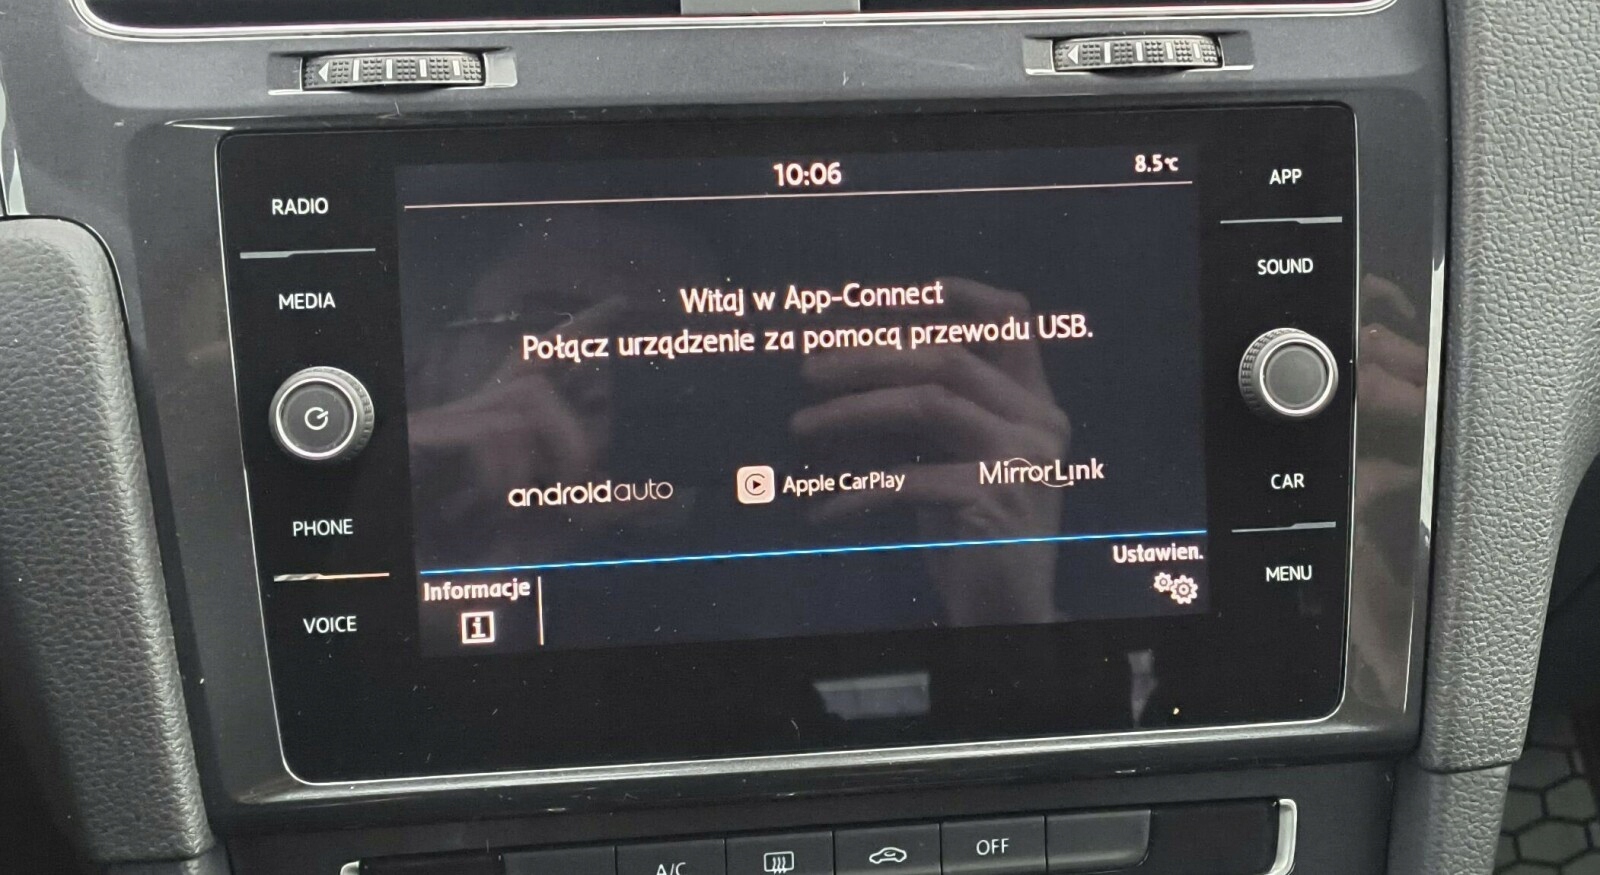 10:06
8.5℃
RADIO
MEDIA
PHONE
VOICE
Witaj w App-Connect
Połącz urządzenie za pomocą przewodu USB.
androidauto
Apple CarPlay
MirrorLink
Informacje
i
Ustawien.
APP
SOUND
CAR
MENU
A/C
OFF